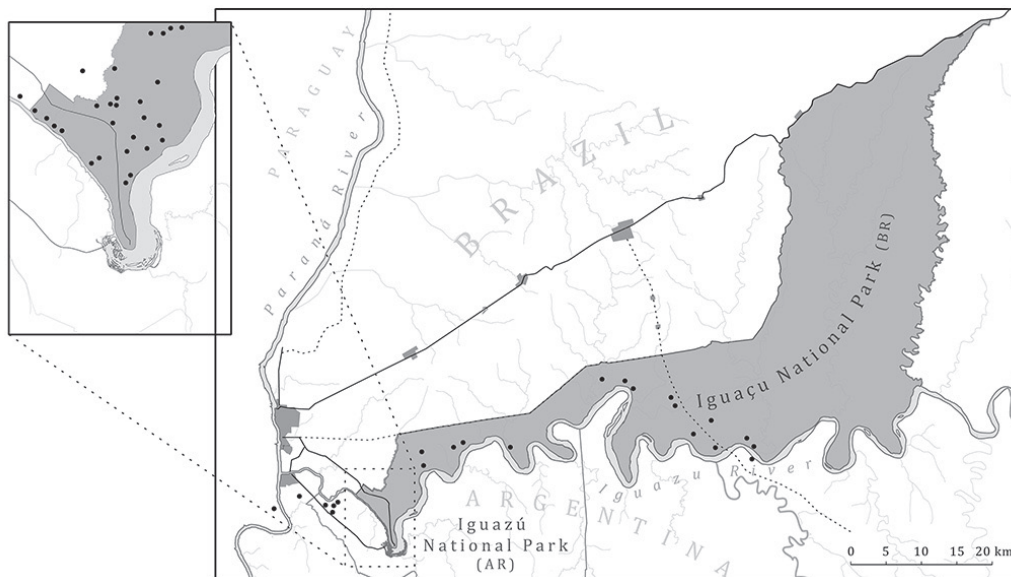 PARAGUAY
Paraná River
BRAZIL
Iguaçu National Park (BR)
Iguazu River
ARGENTINA
Iguazú
National Park
(AR)
0 5 10 15 20 km